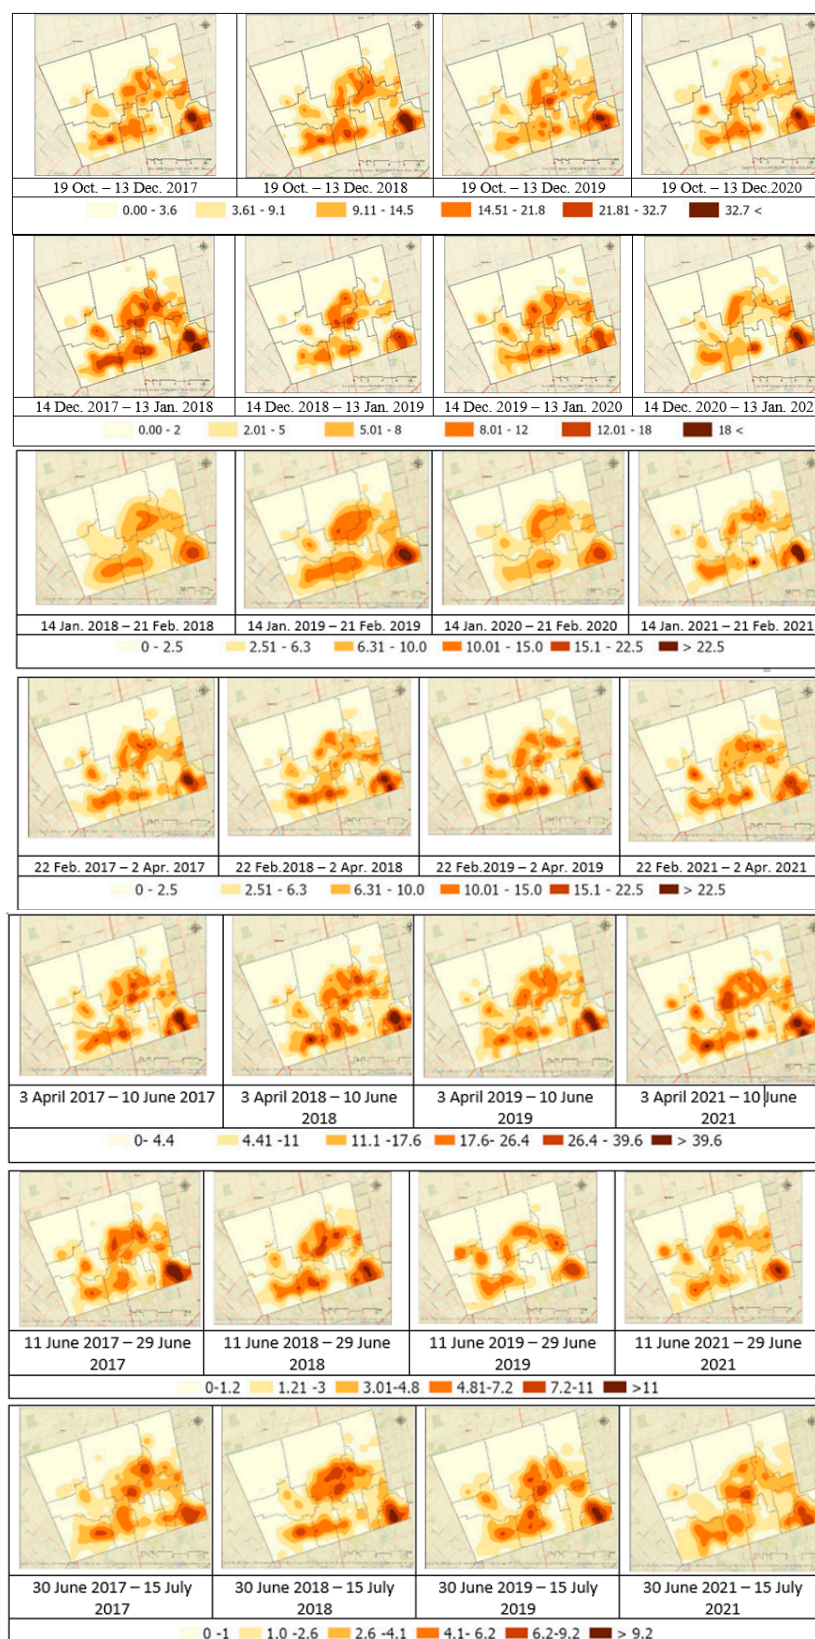 19 Oct. – 13 Dec. 2017 19 Oct. – 13 Dec. 2018 19 Oct. – 13 Dec. 2019 19 Oct. – 13 Dec.2020
0.00 - 3.6 3.61 - 9.1 9.11 - 14.5 14.51 - 21.8 21.81 - 32.7 32.7 <
14 Dec. 2017 – 13 Jan. 2018 14 Dec. 2018 – 13 Jan. 2019 14 Dec. 2019 – 13 Jan. 2020 14 Dec. 2020 – 13 Jan. 202
0.00 - 2 2.01 - 5 5.01 - 8 8.01 - 12 12.01 - 18 18 <
14 Jan. 2018 – 21 Feb. 2018 14 Jan. 2019 – 21 Feb. 2019 14 Jan. 2020 – 21 Feb. 2020 14 Jan. 2021 – 21 Feb. 2021
0 - 2.5 2.51 - 6.3 6.31 - 10.0 10.01 - 15.0 15.1 - 22.5 > 22.5
22 Feb. 2017 – 2 Apr. 2017 22 Feb.2018 – 2 Apr. 2018 22 Feb.2019 – 2 Apr. 2019 22 Feb. 2021 – 2 Apr. 2021
0 - 2.5 2.51 - 6.3 6.31 - 10.0 10.01 - 15.0 15.1 - 22.5 > 22.5
3 April 2017 – 10 June 2017 3 April 2018 – 10 June 3 April 2019 – 10 June 3 April 2021 – 10 June
2018 2019 2021
0- 4.4 4.41 -11 11.1 -17.6 17.6- 26.4 26.4 - 39.6 > 39.6
11 June 2017 – 29 June 11 June 2018 – 29 June 11 June 2019 – 29 June 11 June 2021 – 29 June
2017 2018 2019 2021
0-1.2 1.21 -3 3.01-4.8 4.81-7.2 7.2-11 >11
30 June 2017 – 15 July 30 June 2018 – 15 July 30 June 2019 – 15 July 30 June 2021 – 15 July
2017 2018 2019 2021
0 -1 1.0 -2.6 2.6 -4.1 4.1- 6.2 6.2-9.2 > 9.2